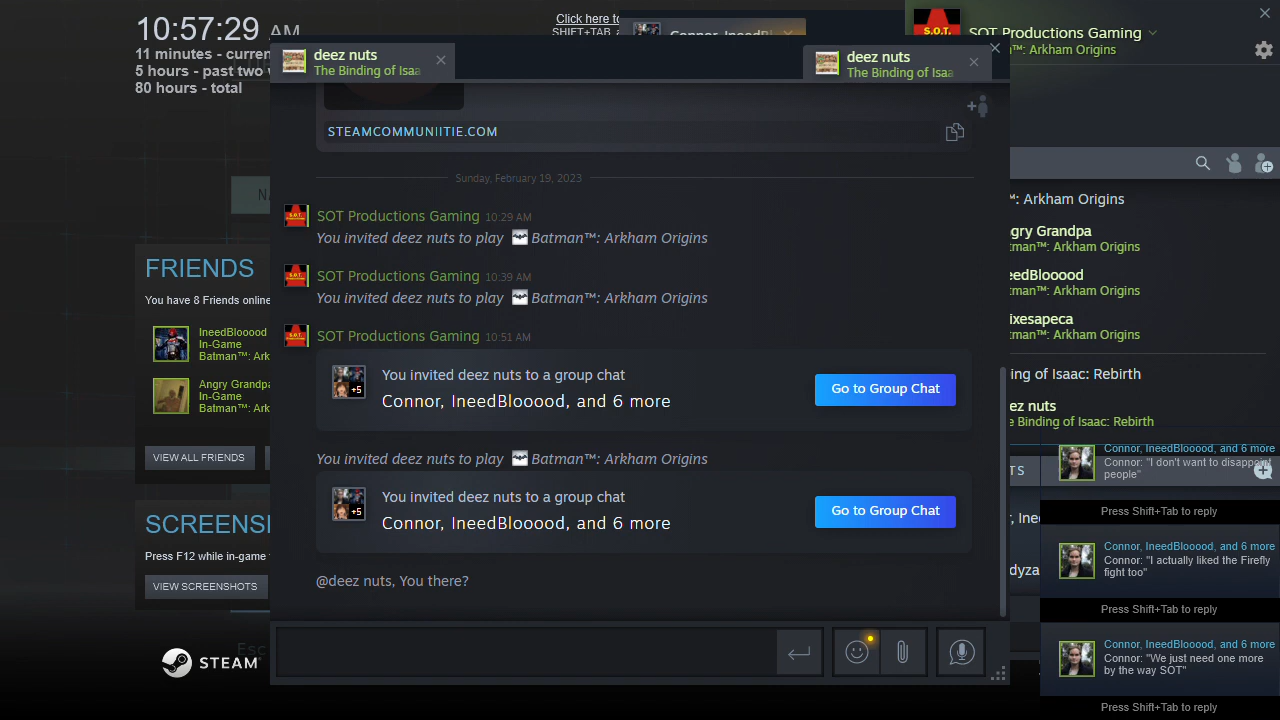 10:57:29 AM
11 minutes - curren
5 hours - past two w
80 hours - total
Click here to
SHIFT+TAB
SOT Productions Gaming
™: Arkham Origins
deez nuts
The Binding of Isaa
deez nuts
The Binding of Isaa
STEAMCOMMUNIITIE.COM
Sunday, February 19, 2023
SOT Productions Gaming 10:29 AM
You invited deez nuts to play Batman™: Arkham Origins
SOT Productions Gaming 10:39 AM
You invited deez nuts to play Batman™: Arkham Origins
SOT Productions Gaming 10:51 AM
You invited deez nuts to a group chat
Connor, IneedBlooood, and 6 more
+5
Go to Group Chat
You invited deez nuts to play Batman™: Arkham Origins
You invited deez nuts to a group chat
Connor, IneedBlooood, and 6 more
+5
Go to Group Chat
@deez nuts, You there?
FRIENDS
You have 8 Friends online
IneedBlooood
In-Game
Batman™: Ark
Angry Grandpa
In-Game
Batman™: Ark
VIEW ALL FRIENDS
SCREENS
Press F12 while in-game
VIEW SCREENSHOTS
Esc
STEAM
™: Arkham Origins
gry Grandpa
tman™: Arkham Origins
eedBlooood
tman™: Arkham Origins
ixesapeca
tman™: Arkham Origins
ing of Isaac: Rebirth
ez nuts
e Binding of Isaac: Rebirth
TS
r, Inee
dyza
Connor, IneedBlooood, and 6 more
Connor: "I don't want to disappoint
people"
Press Shift+Tab to reply
Connor, IneedBlooood, and 6 more
Connor: "I actually liked the Firefly
fight too"
Press Shift+Tab to reply
Connor, IneedBlooood, and 6 more
Connor: "We just need one more
by the way SOT"
Press Shift+Tab to reply